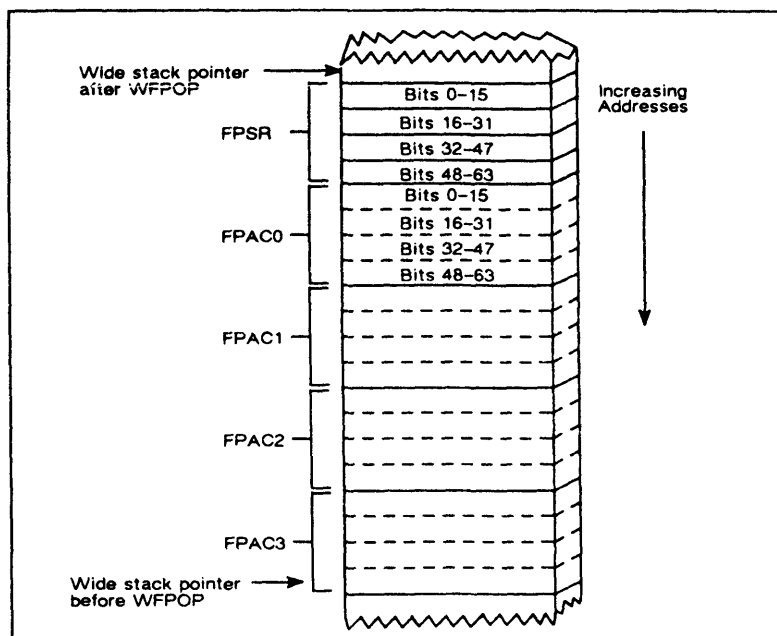 Wide stack pointer
after WFPOP
Increasing
Addresses
FPSR
Bits 0-15
Bits 16-31
Bits 32-47
Bits 48-63
FPAC0
Bits 0-15
Bits 16-31
Bits 32-47
Bits 48-63
FPAC1
FPAC2
FPAC3
Wide stack pointer
before WFPOP